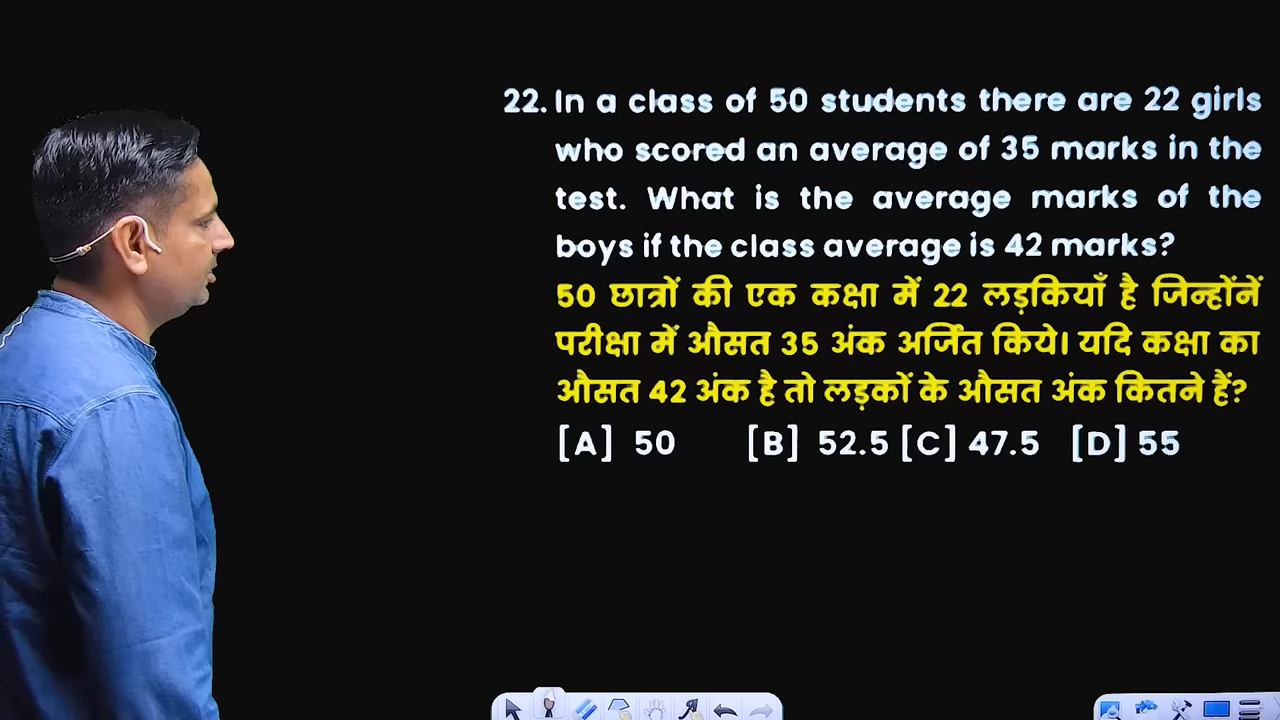 22. In a class of 50 students there are 22 girls
who scored an average of 35 marks in the
test. What is the average marks of the
boys if the class average is 42 marks?
50 छात्रों की एक कक्षा में 22 लड़कियाँ है जिन्होंनें
परीक्षा में औसत 35 अंक अर्जित किये। यदि कक्षा का
औसत 42 अंक है तो लड़कों के औसत अंक कितने हैं?
[A] 50 [B] 52.5 [C] 47.5 [D] 55